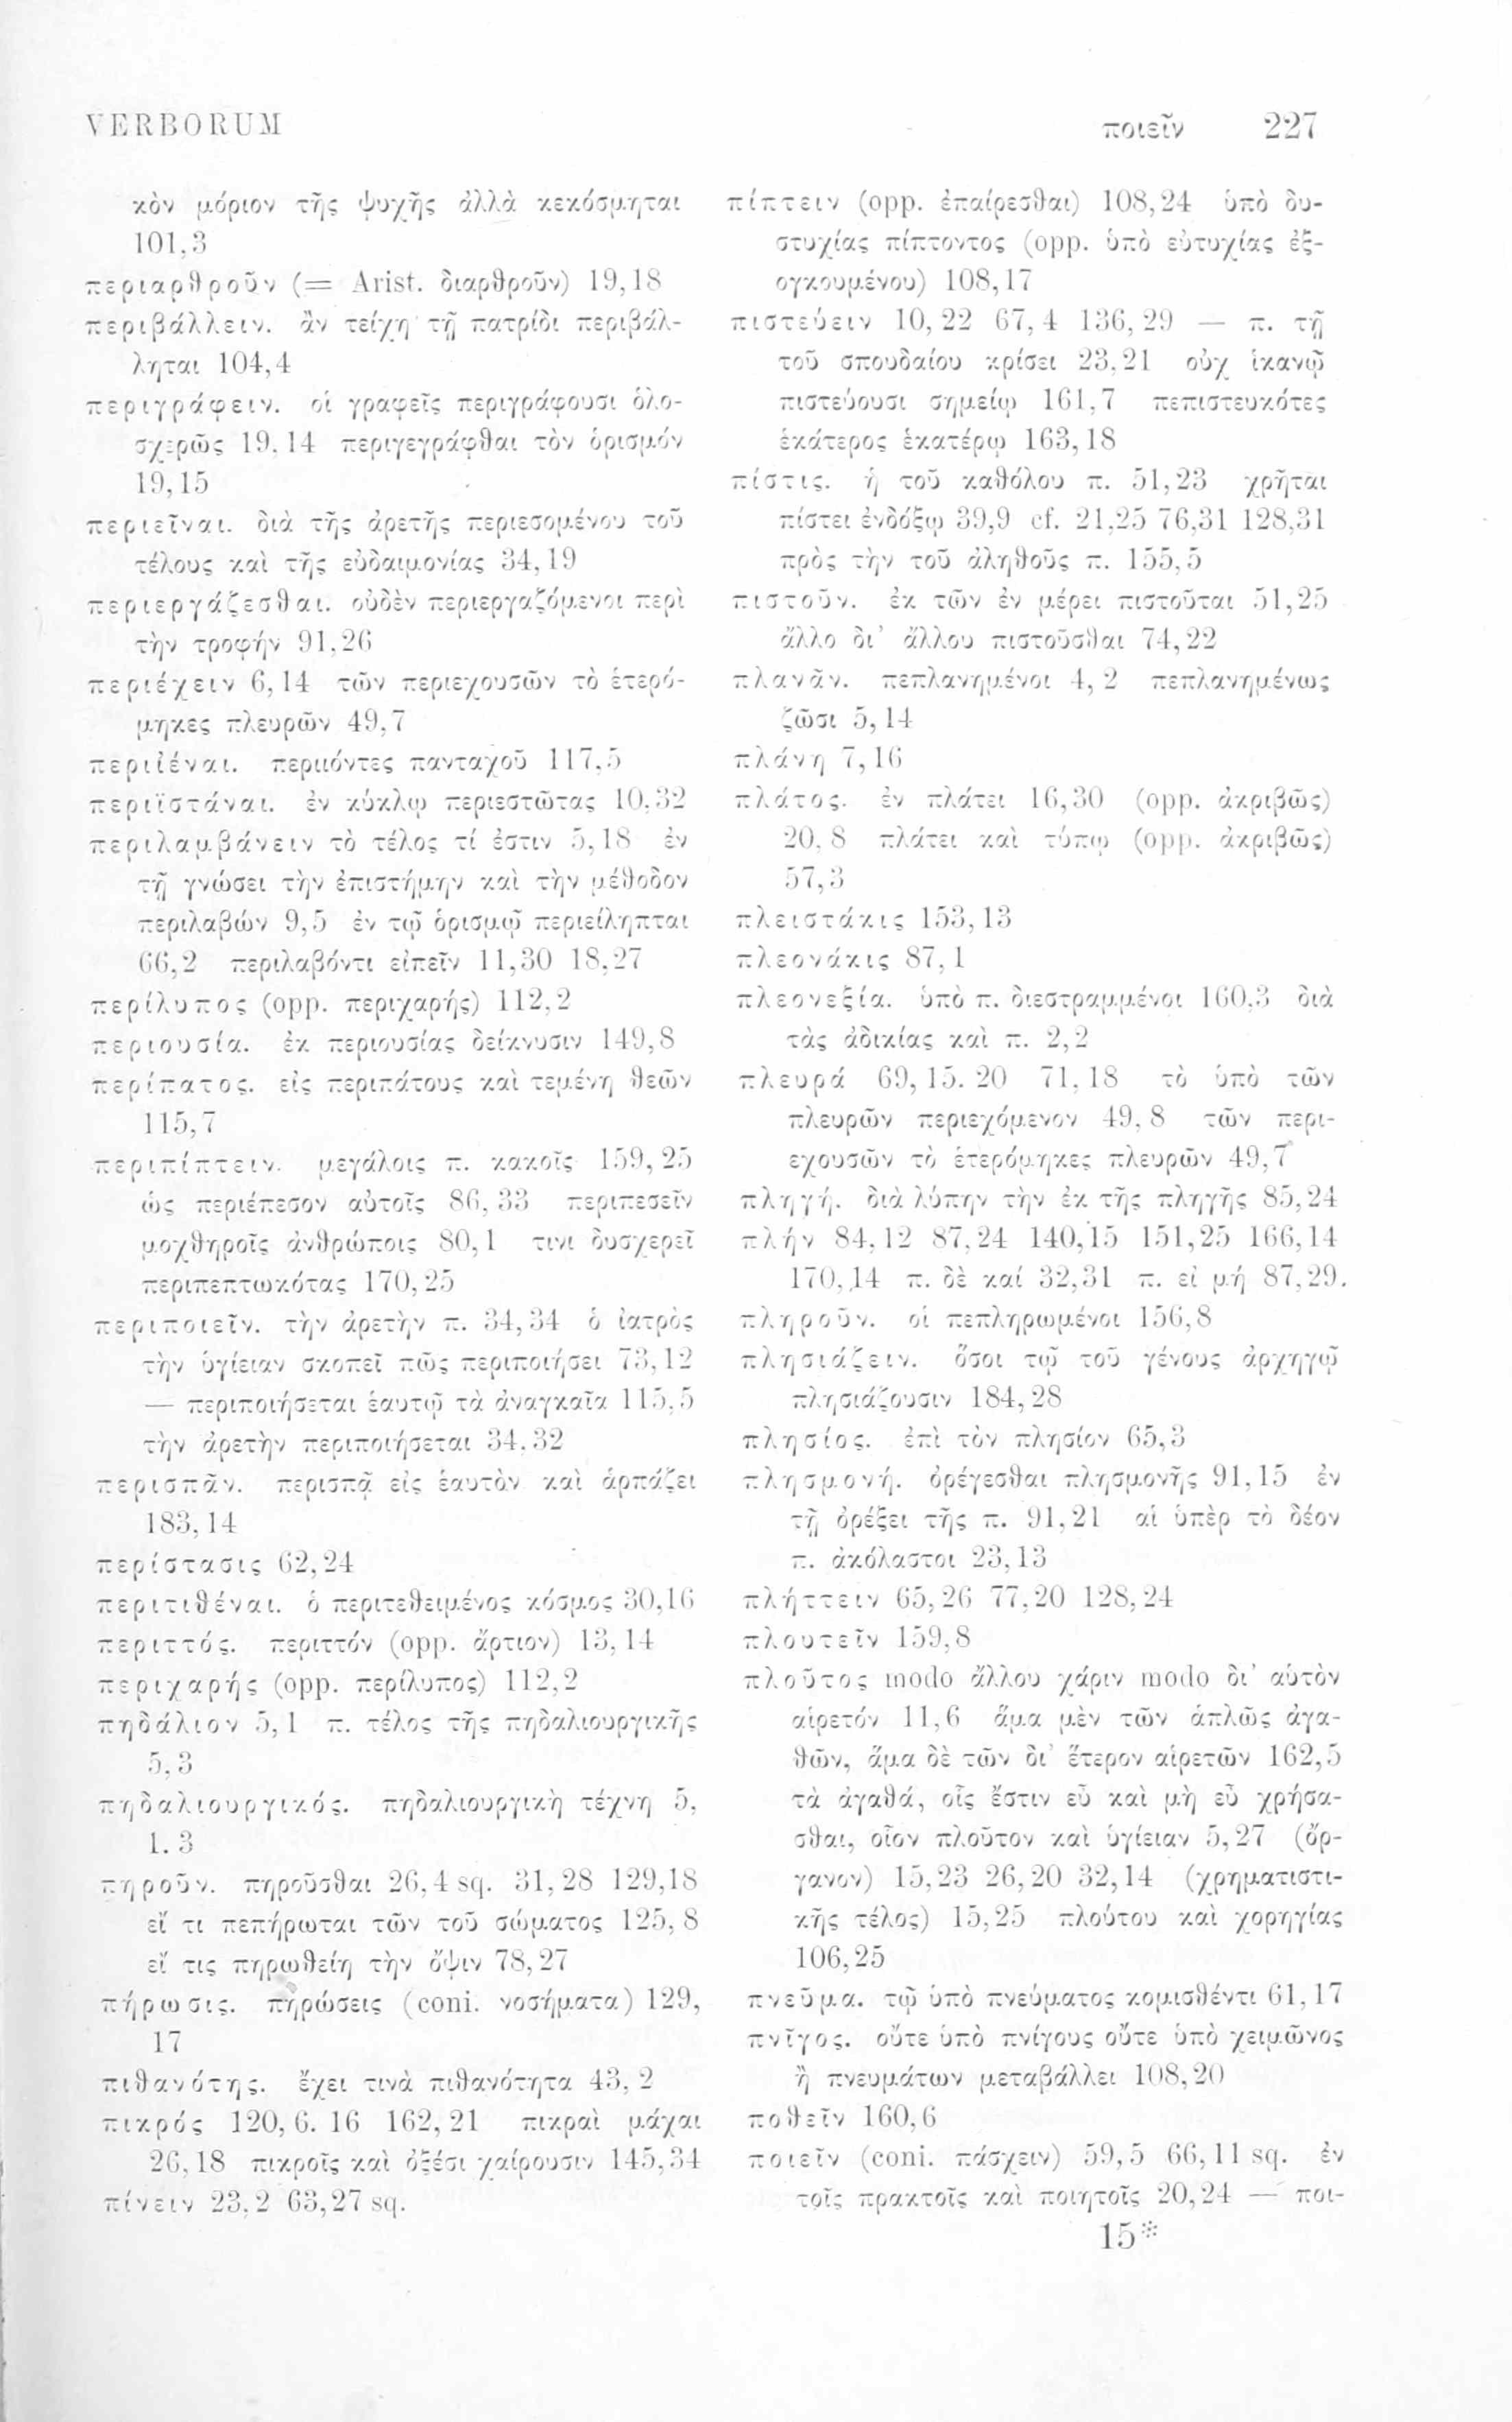 VERBORUM ποιεῖν 227
κὸν μόριον τῆς ψυχῆς ἀλλὰ κεκόσμηται
101,3
περιαρθροῦν (= Arist. διαρθροῦν) 19,18
περιβάλλειν. ἂν τείχη τῇ πατρίδι περιβάλ-
ληται 104,4
περιγράφειν. οἱ γραφεῖς περιγράφουσι ὁλο-
σχερῶς 19,14 περιγεγράφθαι τὸν ὁρισμόν
19,15
περιεῖναι. διὰ τῆς ἀρετῆς περιεσομένου τοῦ
τέλους καὶ τῆς εὐδαιμονίας 34,19
περιεργάζεσθαι. οὐδὲν περιεργαζόμενοι περὶ
τὴν τροφήν 91,26
περιέχειν 6,14 τῶν περιεχουσῶν τὸ ἑτερό-
μηκες πλευρῶν 49,7
περιιέναι. περιιόντες πανταχοῦ 117,5
περιϊστάναι. ἐν κύκλῳ περιεστῶτας 10,32
περιλαμβάνειν τὸ τέλος τί ἐστιν 5,18 ἐν
τῇ γνώσει τὴν ἐπιστήμην καὶ τὴν μέθοδον
περιλαβών 9,5 ἐν τῷ ὁρισμῷ περιείληπται
66,2 περιλαβόντι εἰπεῖν 11,30 18,27
περίλυπος (opp. περιχαρής) 112,2
περιουσία. ἐκ περιουσίας δείκνυσιν 149,8
περίπατος. εἰς περιπάτους καὶ τεμένη θεῶν
115,7
περιπίπτειν. μεγάλοις π. κακοῖς 159,25
ὡς περιέπεσον αὐτοῖς 86,33 περιπεσεῖν
μοχθηροῖς ἀνθρώποις 80,1 τινι δυσχερεῖ
περιπεπτωκότας 170,25
περιποιεῖν. τὴν ἀρετὴν π. 34,34 ὁ ἰατρὸς
τὴν ὑγίειαν σκοπεῖ πῶς περιποιήσει 73,12
— περιποιήσεται ἑαυτῷ τὰ ἀναγκαῖα 115,5
τὴν ἀρετὴν περιποιήσεται 34,32
περισπᾶν. περισπᾷ εἰς ἑαυτὸν καὶ ἁρπάζει
183,14
περίστασις 62,24
περιτιθέναι. ὁ περιτεθειμένος κόσμος 30,16
περιττός. περιττόν (opp. ἄρτιον) 13,14
περιχαρής (opp. περίλυπος) 112,2
πηδάλιον 5,1 π. τέλος τῆς πηδαλιουργικῆς
5,3
πηδαλιουργικός. πηδαλιουργικὴ τέχνη 5,
1. 3
πηροῦν. πηροῦσθαι 26,4 sq. 31,28 129,18
εἴ τι πεπήρωται τῶν τοῦ σώματος 125,8
εἴ τις πηρωθείη τὴν ὄψιν 78,27
πήρωσις. πηρώσεις (coni. νοσήματα) 129,
17
πιθανότης. ἔχει τινὰ πιθανότητα 43,2
πικρός 120,6. 16 162,21 πικραὶ μάχαι
26,18 πικροῖς καὶ ὀξέσι χαίρουσιν 145,34
πίνειν 23,2 63,27 sq.
πίπτειν (opp. ἐπαίρεσθαι) 108,24 ὑπὸ δυ-
στυχίας πίπτοντος (opp. ὑπὸ εὐτυχίας ἐξ-
ογκουμένου) 108,17
πιστεύειν 10,22 67,4 136,29 — π. τῇ
τοῦ σπουδαίου κρίσει 23,21 οὐχ ἱκανῷ
πιστεύουσι σημείῳ 161,7 πεπιστευκότες
ἑκάτερος ἑκατέρῳ 163,18
πίστις. ἡ τοῦ καθόλου π. 51,23 χρῆται
πίστει ἐνδόξῳ 39,9 cf. 21,25 76,31 128,31
πρὸς τὴν τοῦ ἀληθοῦς π. 155,5
πιστοῦν. ἐκ τῶν ἐν μέρει πιστοῦται 51,25
ἄλλο δι’ ἄλλου πιστοῦσθαι 74,22
πλανᾶν. πεπλανημένοι 4,2 πεπλανημένως
ζῶσι 5,14
πλάνη 7,16
πλάτος. ἐν πλάτει 16,30 (opp. ἀκριβῶς)
20,8 πλάτει καὶ τύπῳ (opp. ἀκριβῶς)
57,3
πλειστάκις 153,13
πλεονάκις 87,1
πλεονεξία. ὑπὸ π. διεστραμμένοι 160,3 διὰ
τὰς ἀδικίας καὶ π. 2,2
πλευρά 69,15. 20 71,18 τὸ ὑπὸ τῶν
πλευρῶν περιεχόμενον 49,8 τῶν περι-
εχουσῶν τὸ ἑτερόμηκες πλευρῶν 49,7
πληγή. διὰ λύπην τὴν ἐκ τῆς πληγῆς 85,24
πλήν 84,12 87,24 140,15 151,25 166,14
170,14 π. δὲ καί 32,31 π. εἰ μή 87,29.
πληροῦν. οἱ πεπληρωμένοι 156,8
πλησιάζειν. ὅσοι τῷ τοῦ γένους ἀρχηγῷ
πλησιάζουσιν 184,28
πλησίος. ἐπὶ τὸν πλησίον 65,3
πλησμονή. ὀρέγεσθαι πλησμονῆς 91,15 ἐν
τῇ ὀρέξει τῆς π. 91,21 αἱ ὑπὲρ τὸ δέον
π. ἀκόλαστοι 23,13
πλήττειν 65,26 77,20 128,24
πλουτεῖν 159,8
πλοῦτος modo ἄλλου χάριν modo δι’ αὑτὸν
αἱρετόν 11,6 ἅμα μὲν τῶν ἁπλῶς ἀγα-
θῶν, ἅμα δὲ τῶν δι’ ἕτερον αἱρετῶν 162,5
τὰ ἀγαθά, οἷς ἔστιν εὖ καὶ μὴ εὖ χρήσα-
σθαι, οἷον πλοῦτον καὶ ὑγίειαν 5,27 (ὄρ-
γανον) 15,23 26,20 32,14 (χρηματιστι-
κῆς τέλος) 15,25 πλούτου καὶ χορηγίας
106,25
πνεῦμα. τῷ ὑπὸ πνεύματος κομισθέντι 61,17
πνῖγος. οὔτε ὑπὸ πνίγους οὔτε ὑπὸ χειμῶνος
ἢ πνευμάτων μεταβάλλει 108,20
ποθεῖν 160,6
ποιεῖν (coni. πάσχειν) 59,5 66,11 sq. ἐν
τοῖς πρακτοῖς καὶ ποιητοῖς 20,24 — ποι-
15*